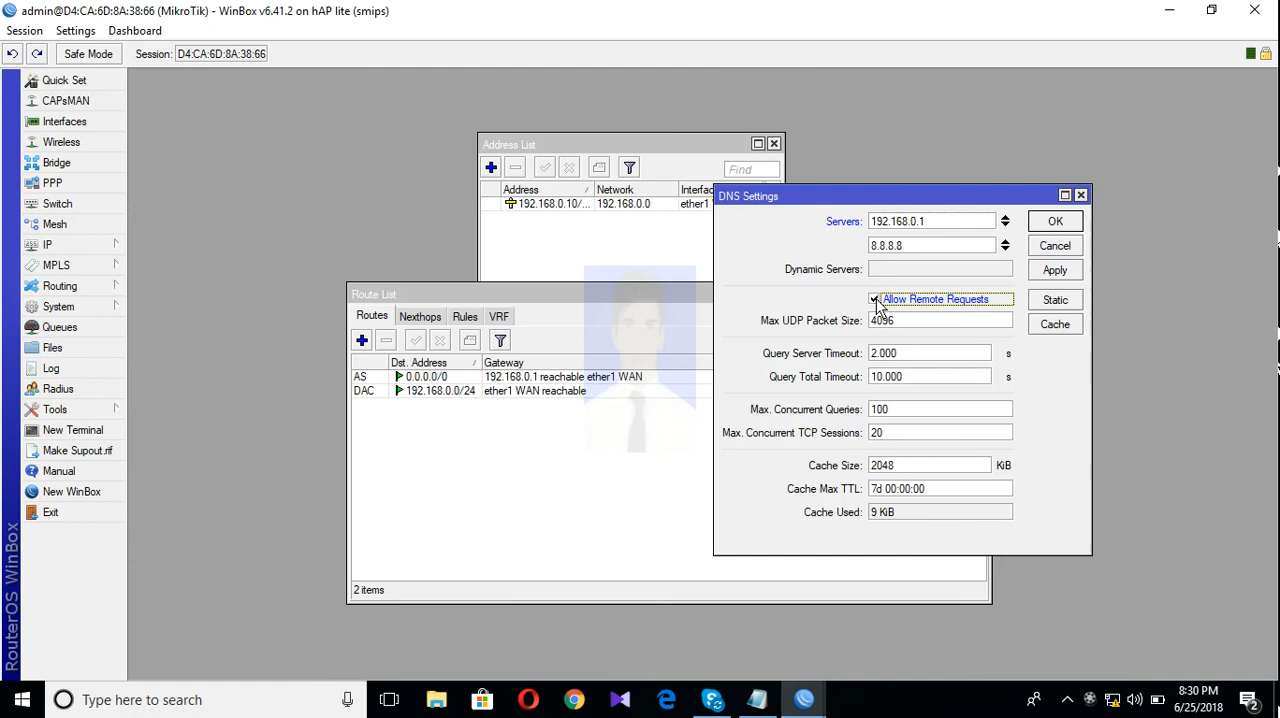 admin@D4:CA:6D:8A:38:66 (MikroTik) - WinBox v6.41.2 on hAP lite (smips)
Session Settings Dashboard
Safe Mode Session: D4:CA:6D:8A:38:66
Quick Set
CAPsMAN
Interfaces
Wireless
Bridge
PPP
Switch
Mesh
IP
MPLS
Routing
System
Queues
Files
Log
Radius
Tools
New Terminal
Make Supout.rif
Manual
New WinBox
Exit
RouterOS WinBox
Address List
Find
Address Network Interfac
192.168.0.10/... 192.168.0.0 ether1
Route List
Routes Nexthops Rules VRF
Dst. Address Gateway
AS 0.0.0.0/0 192.168.0.1 reachable ether1 WAN
DAC 192.168.0.0/24 ether1 WAN reachable
2 items
DNS Settings
Servers: 192.168.0.1 OK
8.8.8.8 Cancel
Dynamic Servers: Apply
Allow Remote Requests Static
Max UDP Packet Size: 4096 Cache
Query Server Timeout: 2.000 s
Query Total Timeout: 10.000 s
Max. Concurrent Queries: 100
Max. Concurrent TCP Sessions: 20
Cache Size: 2048 KiB
Cache Max TTL: 7d 00:00:00
Cache Used: 9 KiB
Type here to search
8:30 PM
6/25/2018
2